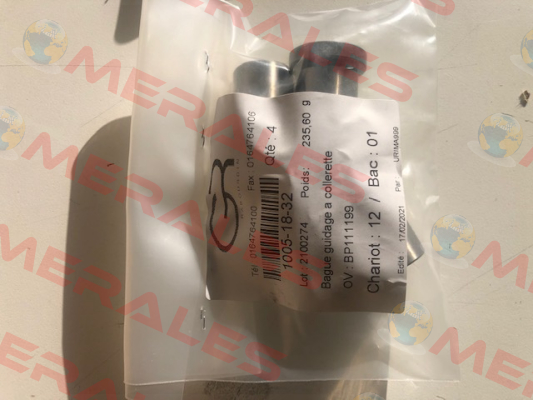 MERALES
Tél : 0164764100 Fax : 0164764106
Qté : 4
1005-18-32
Lot : 2100274 Poids: 235,60 g
Bague guidage a collerette
OV : BP111199
Chariot : 12 / Bac : 01
Edité : 17/02/2021 Par : URIMA999